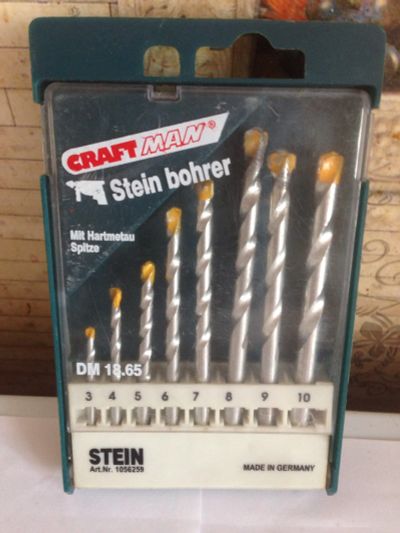 CRAFTMAN®
Stein bohrer
Mit Hartmetau
Spitze
DM 18.65
3 4 5 6 7 8 9 10
STEIN
Art.Nr. 1056259
MADE IN GERMANY